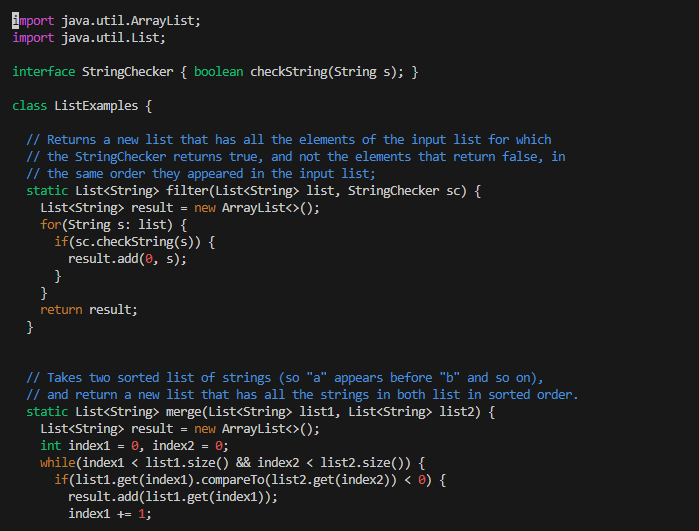 import java.util.ArrayList;
import java.util.List;

interface StringChecker { boolean checkString(String s); }

class ListExamples {

  // Returns a new list that has all the elements of the input list for which
  // the StringChecker returns true, and not the elements that return false, in
  // the same order they appeared in the input list;
  static List<String> filter(List<String> list, StringChecker sc) {
    List<String> result = new ArrayList<>();
    for(String s: list) {
      if(sc.checkString(s)) {
        result.add(0, s);
      }
    }
    return result;
  }


  // Takes two sorted list of strings (so "a" appears before "b" and so on),
  // and return a new list that has all the strings in both list in sorted order.
  static List<String> merge(List<String> list1, List<String> list2) {
    List<String> result = new ArrayList<>();
    int index1 = 0, index2 = 0;
    while(index1 < list1.size() && index2 < list2.size()) {
      if(list1.get(index1).compareTo(list2.get(index2)) < 0) {
        result.add(list1.get(index1));
        index1 += 1;